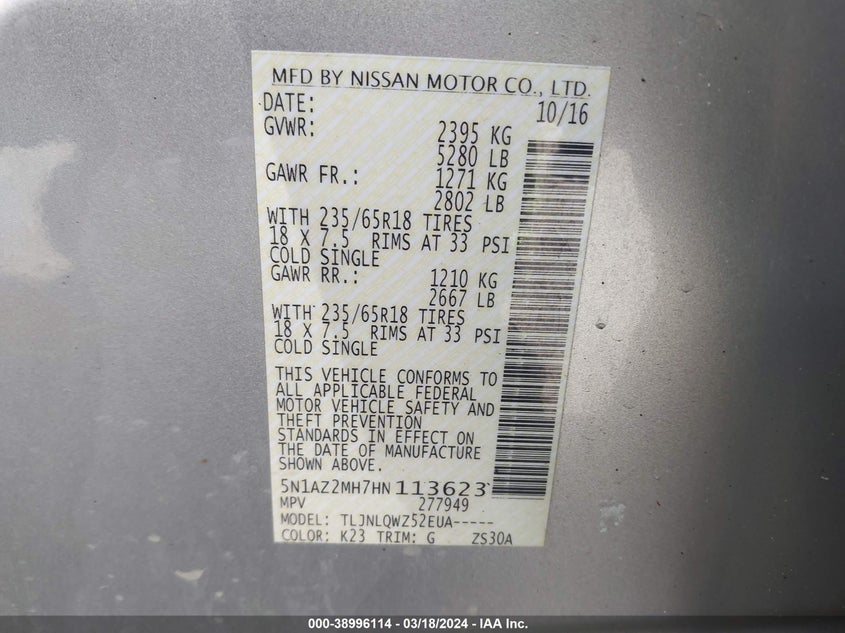 MFD BY NISSAN MOTOR CO., LTD.
DATE: 10/16
GVWR: 2395 KG
5280 LB
GAWR FR.: 1271 KG
2802 LB
WITH 235/65R18 TIRES
18 X 7.5 RIMS AT 33 PSI
COLD SINGLE
GAWR RR.: 1210 KG
2667 LB
WITH 235/65R18 TIRES
18 X 7.5 RIMS AT 33 PSI
COLD SINGLE
THIS VEHICLE CONFORMS TO
ALL APPLICABLE FEDERAL
MOTOR VEHICLE SAFETY AND
THEFT PREVENTION
STANDARDS IN EFFECT ON
THE DATE OF MANUFACTURE
SHOWN ABOVE.
5N1AZ2MH7HN113623
MPV 277949
MODEL: TLJNLQWZ52EUA-----
COLOR: K23 TRIM: G ZS30A
000-38996114 - 03/18/2024 - IAA Inc.